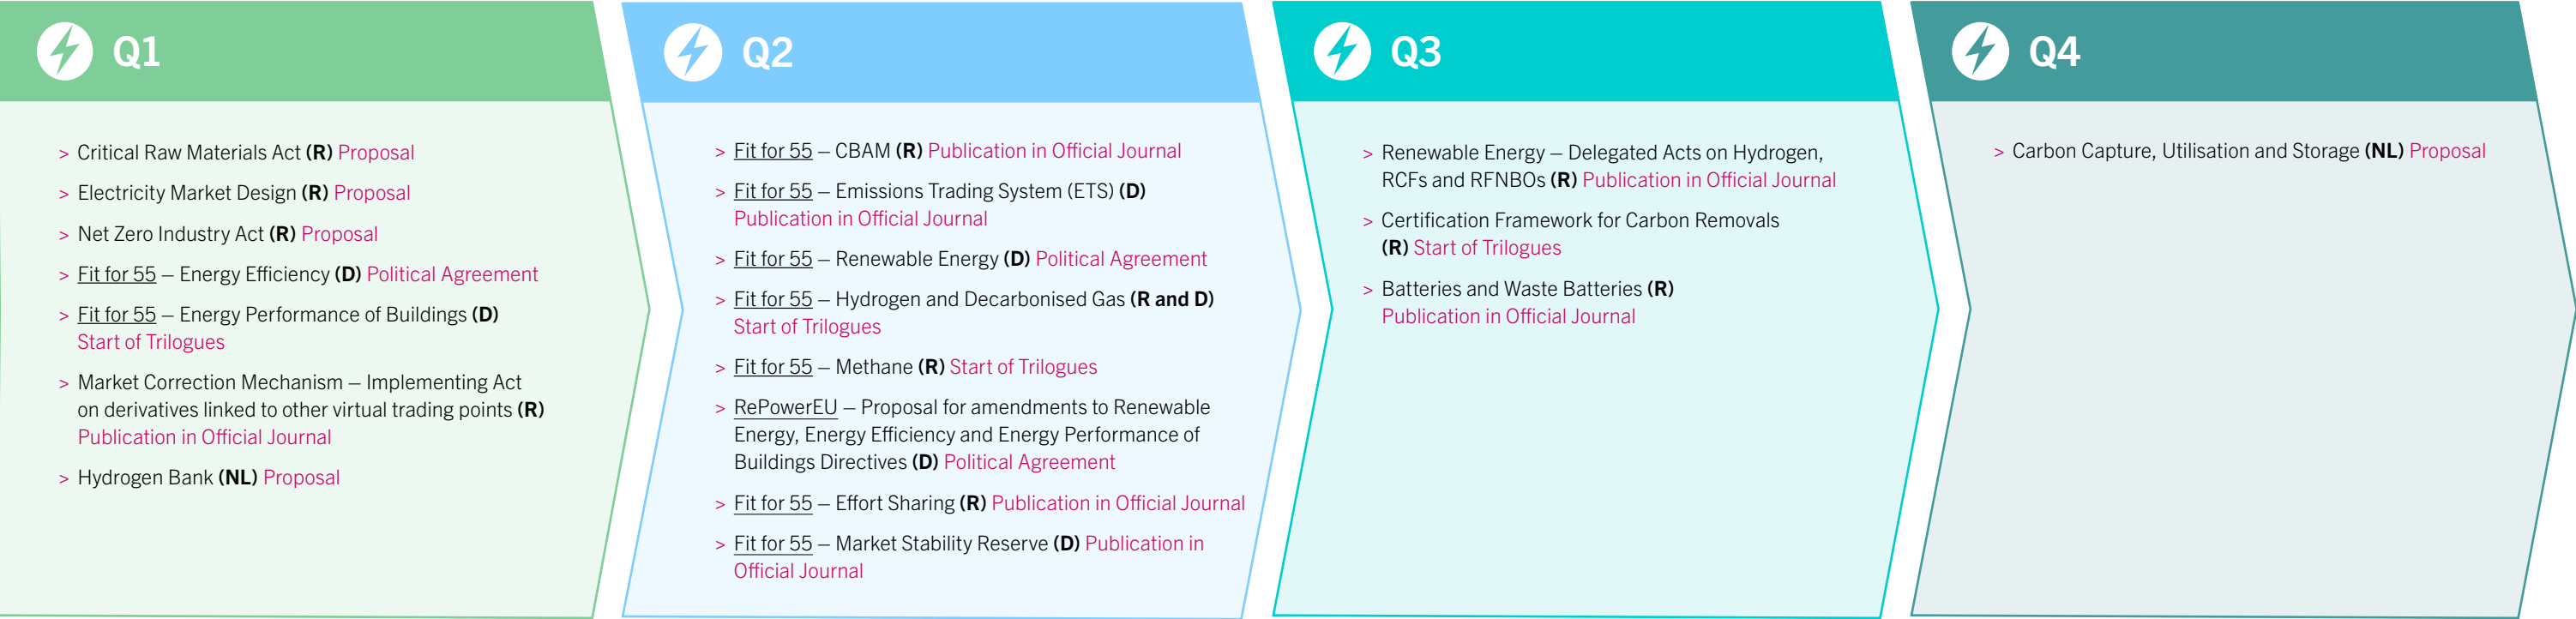 Q1
> Critical Raw Materials Act (R) Proposal
> Electricity Market Design (R) Proposal
> Net Zero Industry Act (R) Proposal
> Fit for 55 – Energy Efficiency (D) Political Agreement
> Fit for 55 – Energy Performance of Buildings (D)
Start of Trilogues
> Market Correction Mechanism – Implementing Act
on derivatives linked to other virtual trading points (R)
Publication in Official Journal
> Hydrogen Bank (NL) Proposal
Q2
> Fit for 55 – CBAM (R) Publication in Official Journal
> Fit for 55 – Emissions Trading System (ETS) (D)
Publication in Official Journal
> Fit for 55 – Renewable Energy (D) Political Agreement
> Fit for 55 – Hydrogen and Decarbonised Gas (R and D)
Start of Trilogues
> Fit for 55 – Methane (R) Start of Trilogues
> RePowerEU – Proposal for amendments to Renewable
Energy, Energy Efficiency and Energy Performance of
Buildings Directives (D) Political Agreement
> Fit for 55 – Effort Sharing (R) Publication in Official Journal
> Fit for 55 – Market Stability Reserve (D) Publication in
Official Journal
Q3
> Renewable Energy – Delegated Acts on Hydrogen,
RCFs and RFNBOs (R) Publication in Official Journal
> Certification Framework for Carbon Removals
(R) Start of Trilogues
> Batteries and Waste Batteries (R)
Publication in Official Journal
Q4
> Carbon Capture, Utilisation and Storage (NL) Proposal